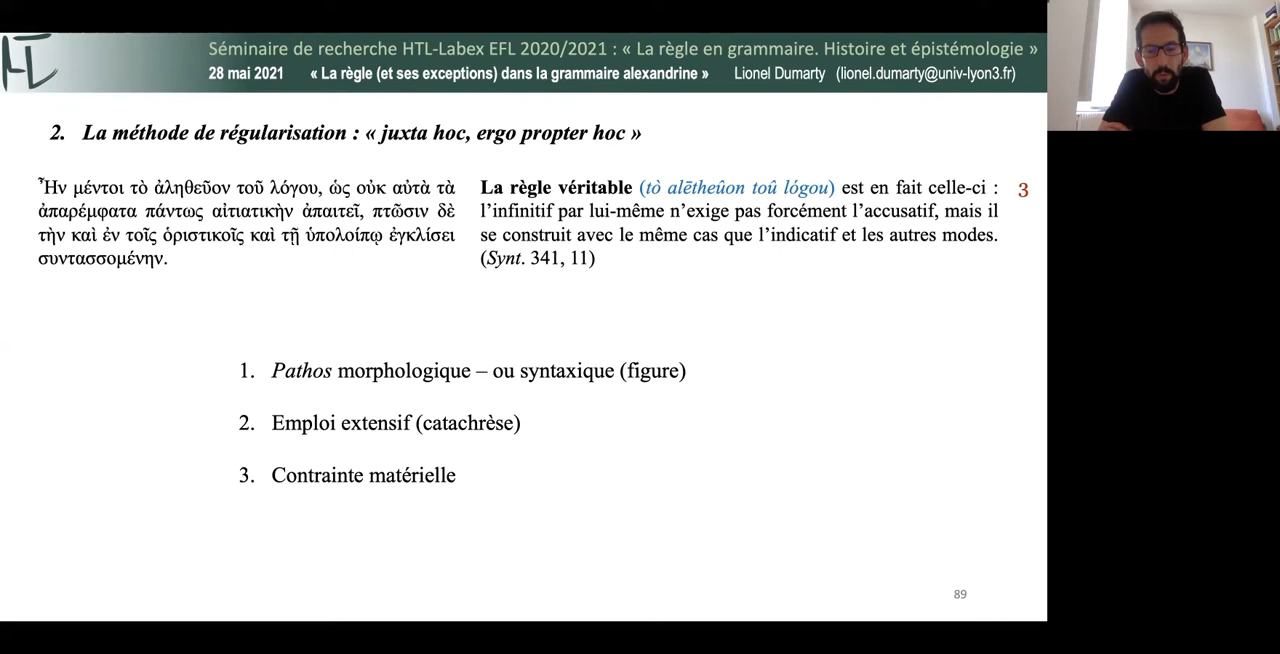 HTL
Séminaire de recherche HTL-Labex EFL 2020/2021 : « La règle en grammaire. Histoire et épistémologie »
28 mai 2021 « La règle (et ses exceptions) dans la grammaire alexandrine » Lionel Dumarty (lionel.dumarty@univ-lyon3.fr)
2. La méthode de régularisation : « juxta hoc, ergo propter hoc »
Ἦν μέντοι τὸ ἀληθεῦον τοῦ λόγου, ὡς οὐκ αὐτὰ τὰ
ἀπαρέμφατα πάντως αἰτιατικὴν ἀπαιτεῖ, πτῶσιν δὲ
τὴν καὶ ἐν τοῖς ὁριστικοῖς καὶ τῇ ὑπολοίπῳ ἐγκλίσει
συντασσομένην.
La règle véritable (tò alētheûon toû lógou) est en fait celle-ci : 3
l’infinitif par lui-même n’exige pas forcément l’accusatif, mais il
se construit avec le même cas que l’indicatif et les autres modes.
(Synt. 341, 11)
1. Pathos morphologique – ou syntaxique (figure)
2. Emploi extensif (catachrèse)
3. Contrainte matérielle
89